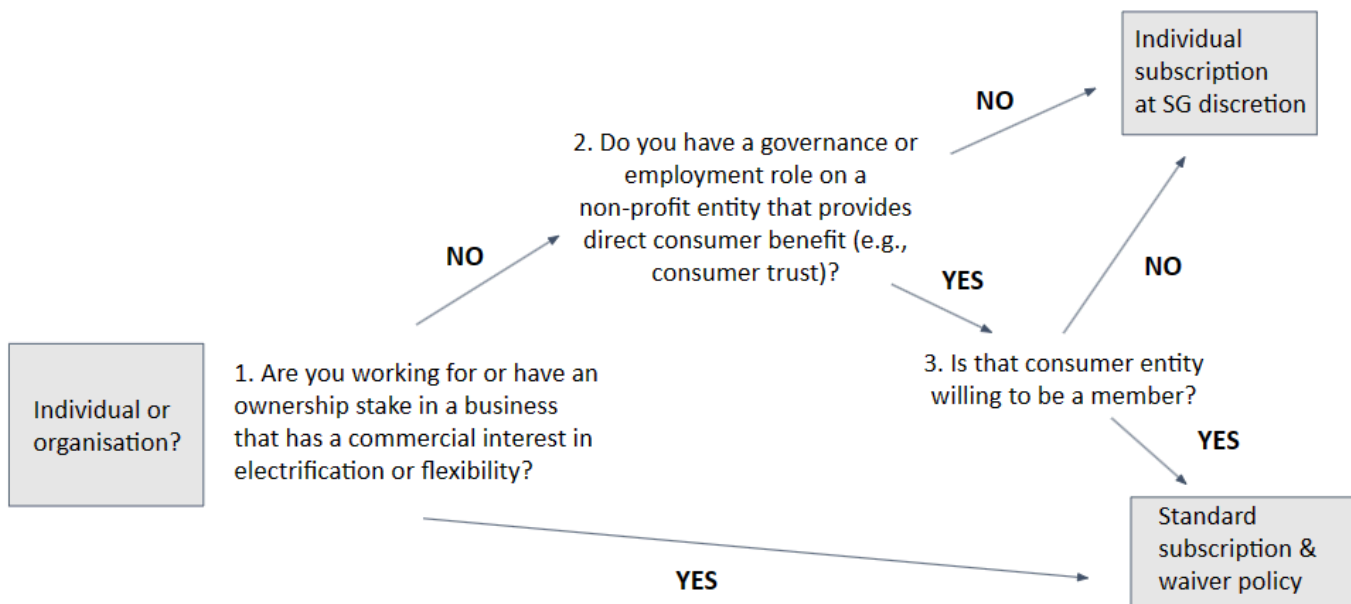 Individual or
organisation?
1. Are you working for or have an
ownership stake in a business
that has a commercial interest in
electrification or flexibility?
NO
2. Do you have a governance or
employment role on a
non-profit entity that provides
direct consumer benefit (e.g.,
consumer trust)?
NO
Individual
subscription
at SG discretion
YES
NO
3. Is that consumer entity
willing to be a member?
YES
Standard
subscription &
waiver policy
YES